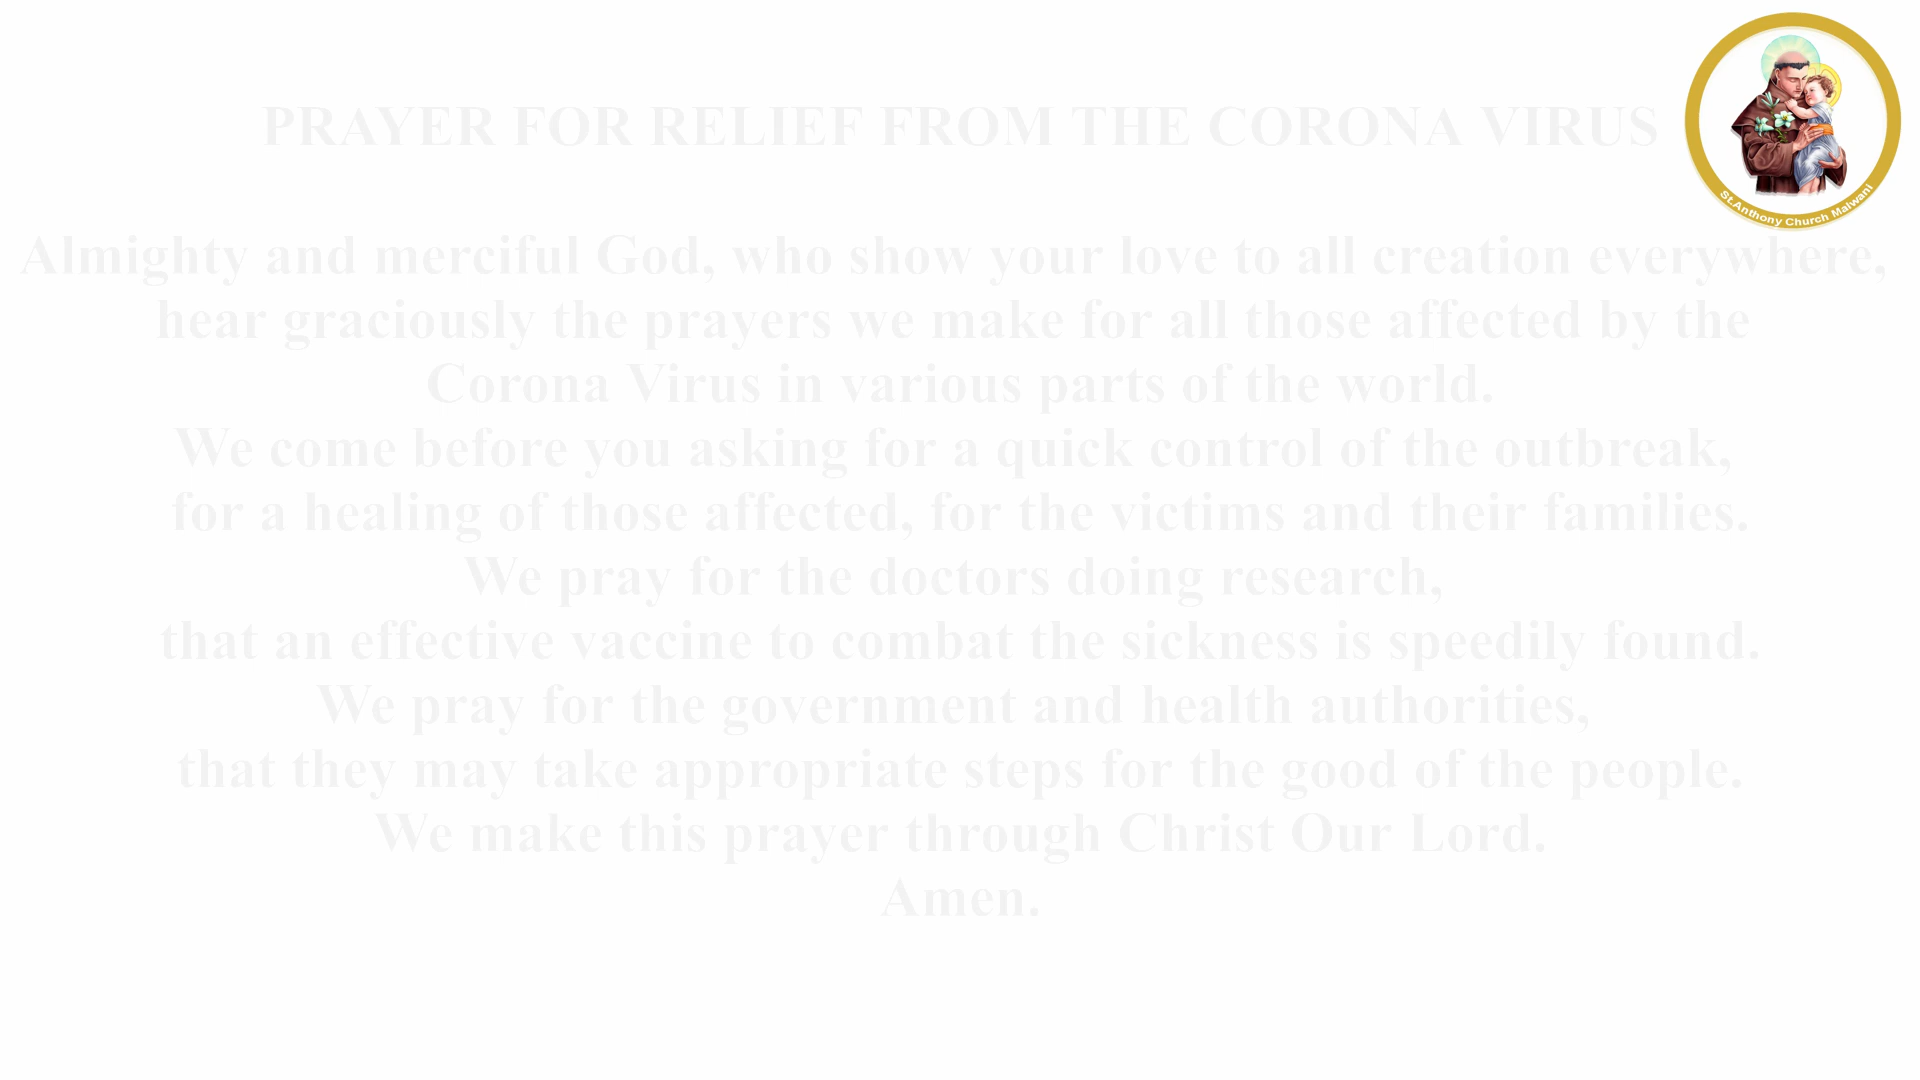 PRAYER FOR RELIEF FROM THE CORONA VIRUS
Almighty and merciful God, who show your love to all creation everywhere,
hear graciously the prayers we make for all those affected by the
Corona Virus in various parts of the world.
We come before you asking for a quick control of the outbreak,
for a healing of those affected, for the victims and their families.
We pray for the doctors doing research,
that an effective vaccine to combat the sickness is speedily found.
We pray for the government and health authorities,
that they may take appropriate steps for the good of the people.
We make this prayer through Christ Our Lord.
Amen.
St.Anthony Church Malwani